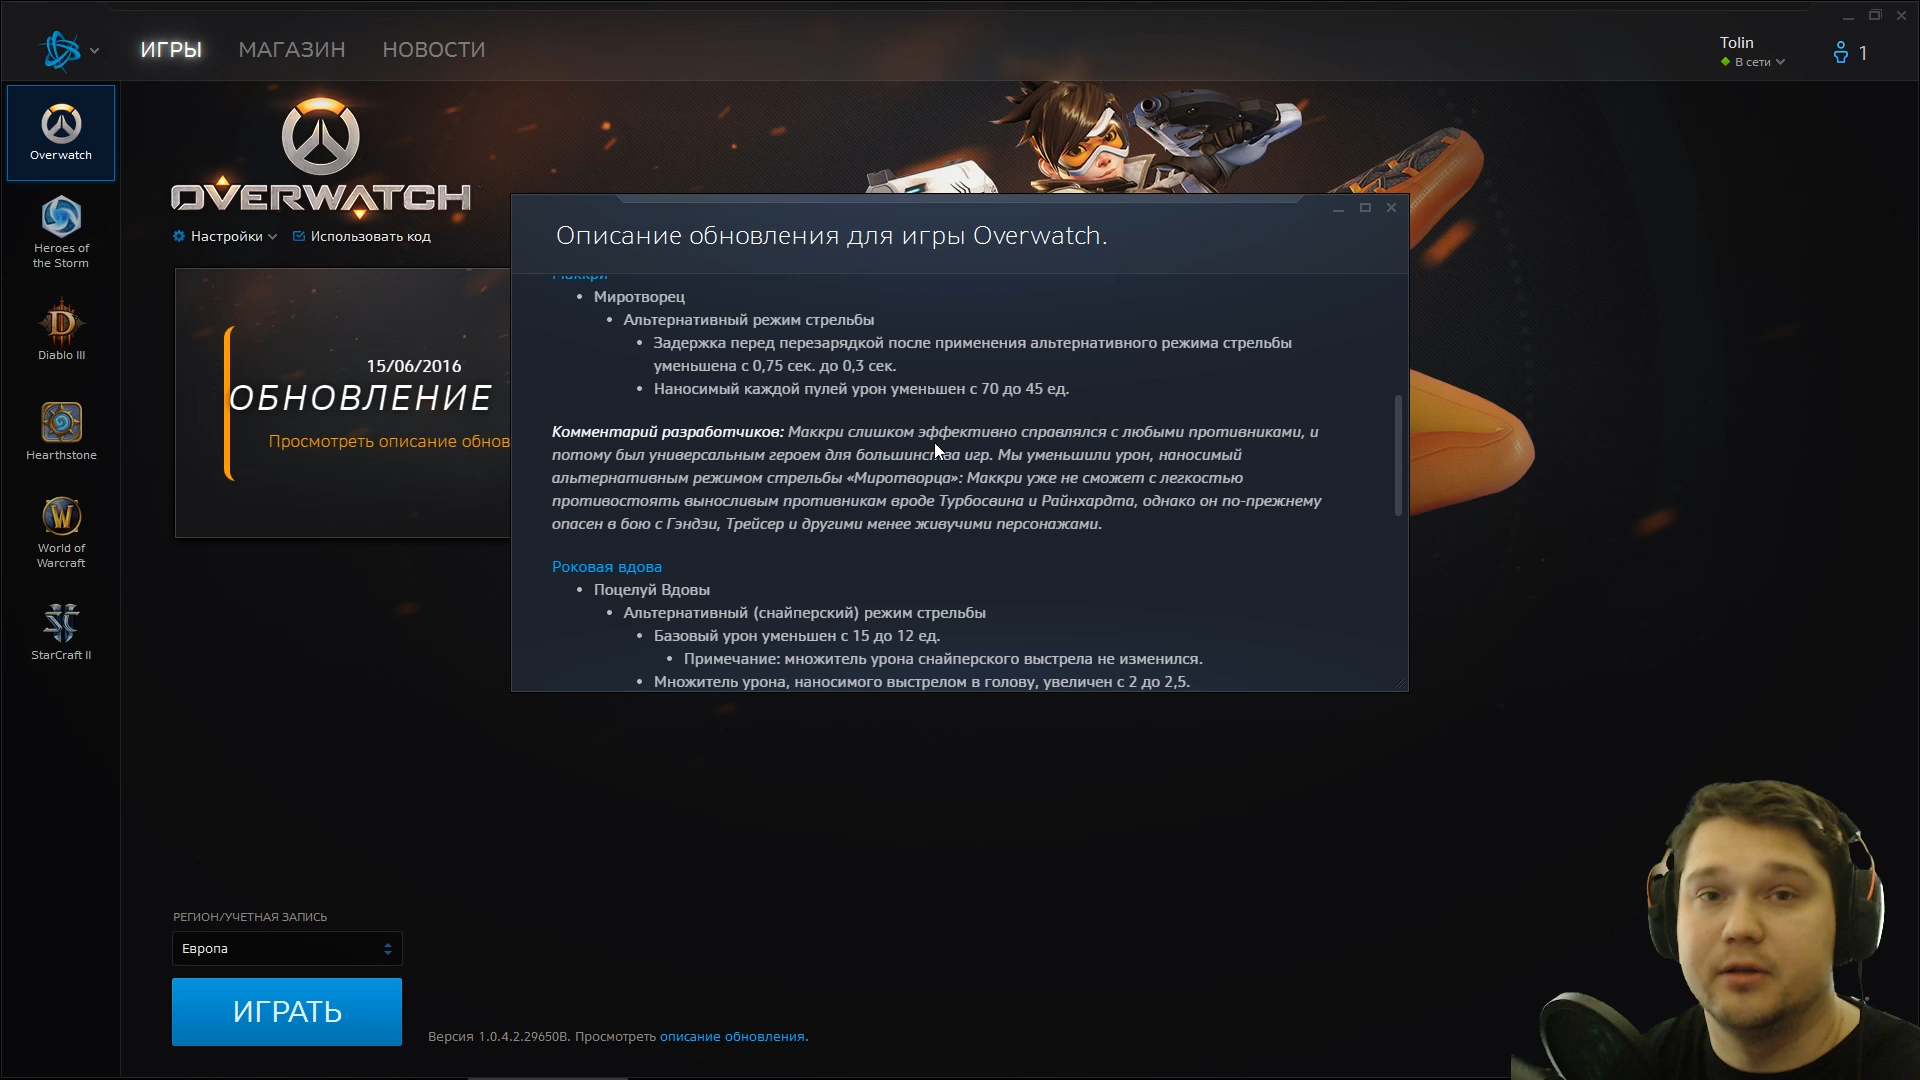 ИГРЫ
МАГАЗИН
НОВОСТИ
Tolin
В сети
1
Overwatch
Heroes of
the Storm
Diablo III
Hearthstone
World of
Warcraft
StarCraft II
OVERWATCH
Настройки
Использовать код
15/06/2016
ОБНОВЛЕНИЕ
Просмотреть описание обнов
Описание обновления для игры Overwatch.
Маккри
• Миротворец
• Альтернативный режим стрельбы
• Задержка перед перезарядкой после применения альтернативного режима стрельбы
уменьшена с 0,75 сек. до 0,3 сек.
• Наносимый каждой пулей урон уменьшен с 70 до 45 ед.
Комментарий разработчиков: Маккри слишком эффективно справлялся с любыми противниками, и
потому был универсальным героем для большинства игр. Мы уменьшили урон, наносимый
альтернативным режимом стрельбы «Миротворца»: Маккри уже не сможет с легкостью
противостоять выносливым противникам вроде Турбосвина и Райнхардта, однако он по-прежнему
опасен в бою с Гэндзи, Трейсер и другими менее живучими персонажами.
Роковая вдова
• Поцелуй Вдовы
• Альтернативный (снайперский) режим стрельбы
• Базовый урон уменьшен с 15 до 12 ед.
• Примечание: множитель урона снайперского выстрела не изменился.
• Множитель урона, наносимого выстрелом в голову, увеличен с 2 до 2,5.
РЕГИОН/УЧЕТНАЯ ЗАПИСЬ
Европа
ИГРАТЬ
Версия 1.0.4.2.29650B. Просмотреть описание обновления.